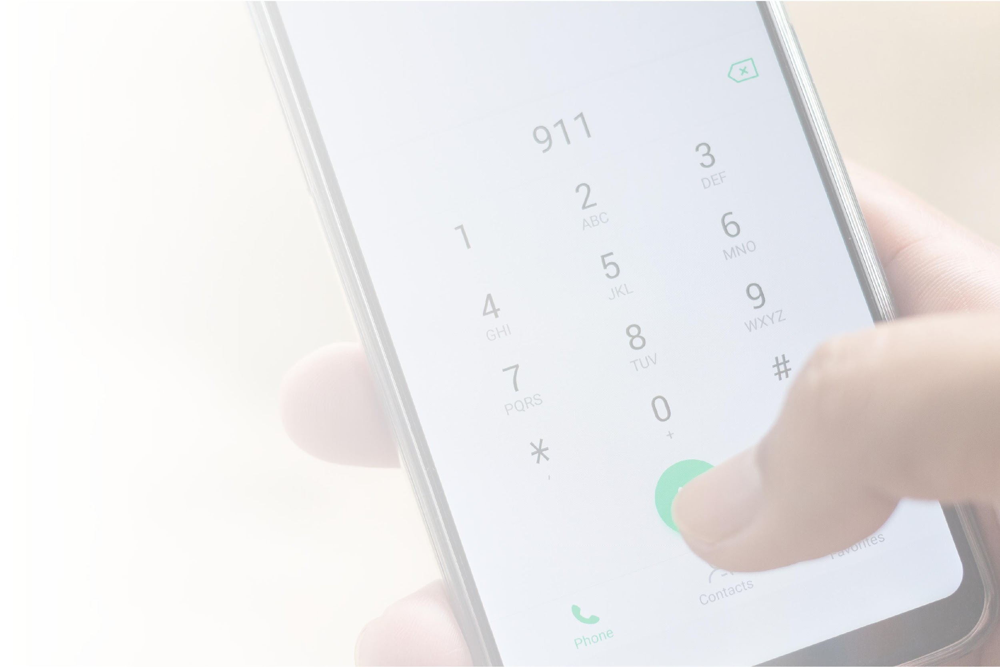 911
1 2 3
ABC DEF
4 5 6
GHI JKL MNO
7 8 9
PQRS TUV WXYZ
* 0 #
, +
Phone Contacts Favorites